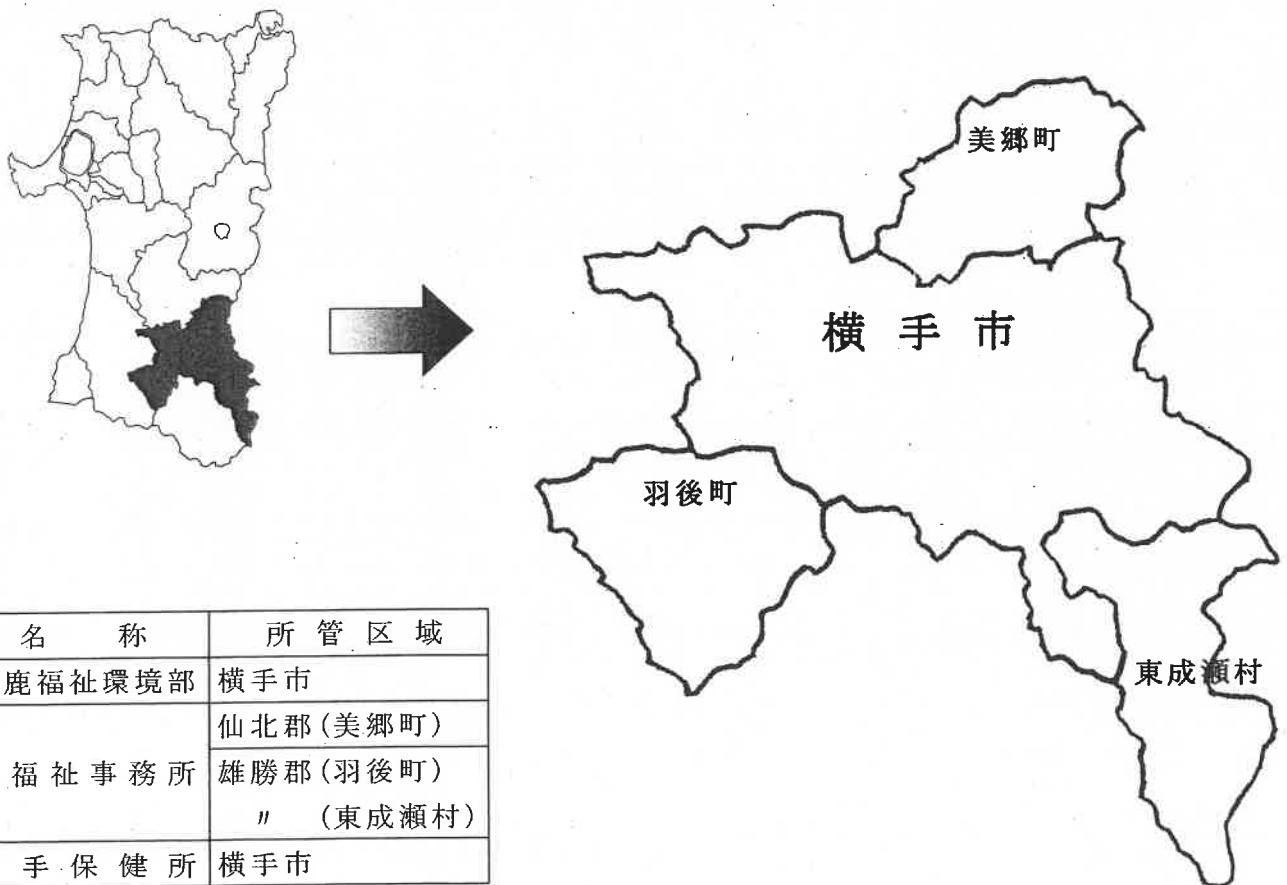 美郷町
横手市
羽後町
東成瀬村
名称 所管区域
鹿福祉環境部 横手市
仙北郡(美郷町)
福祉事務所 雄勝郡(羽後町)
〃 (東成瀬村)
手保健所 横手市